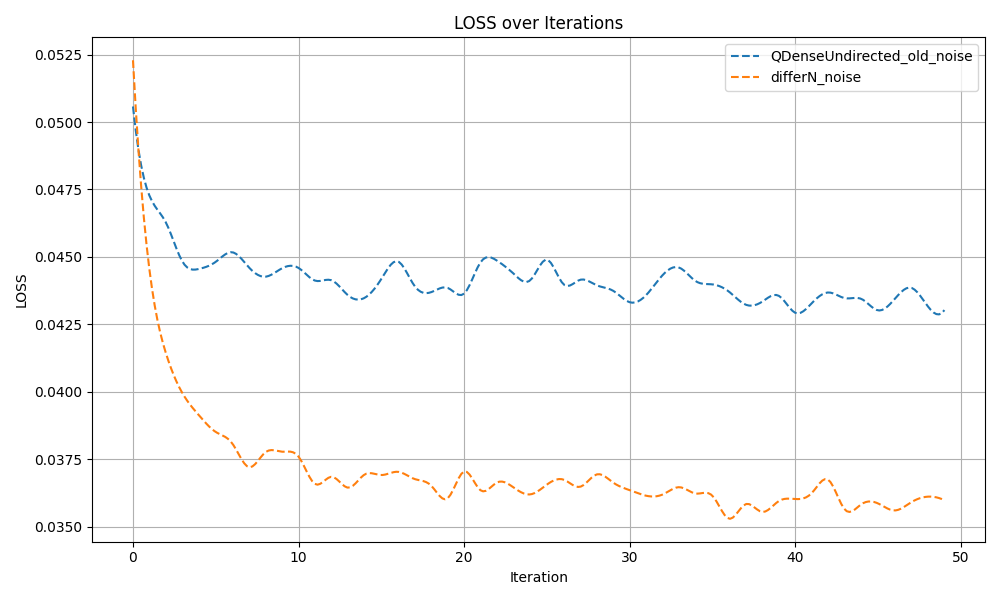 LOSS over Iterations
QDenseUndirected_old_noise
differN_noise
LOSS
0.0525
0.0500
0.0475
0.0450
0.0425
0.0400
0.0375
0.0350
0 10 20 30 40 50
Iteration